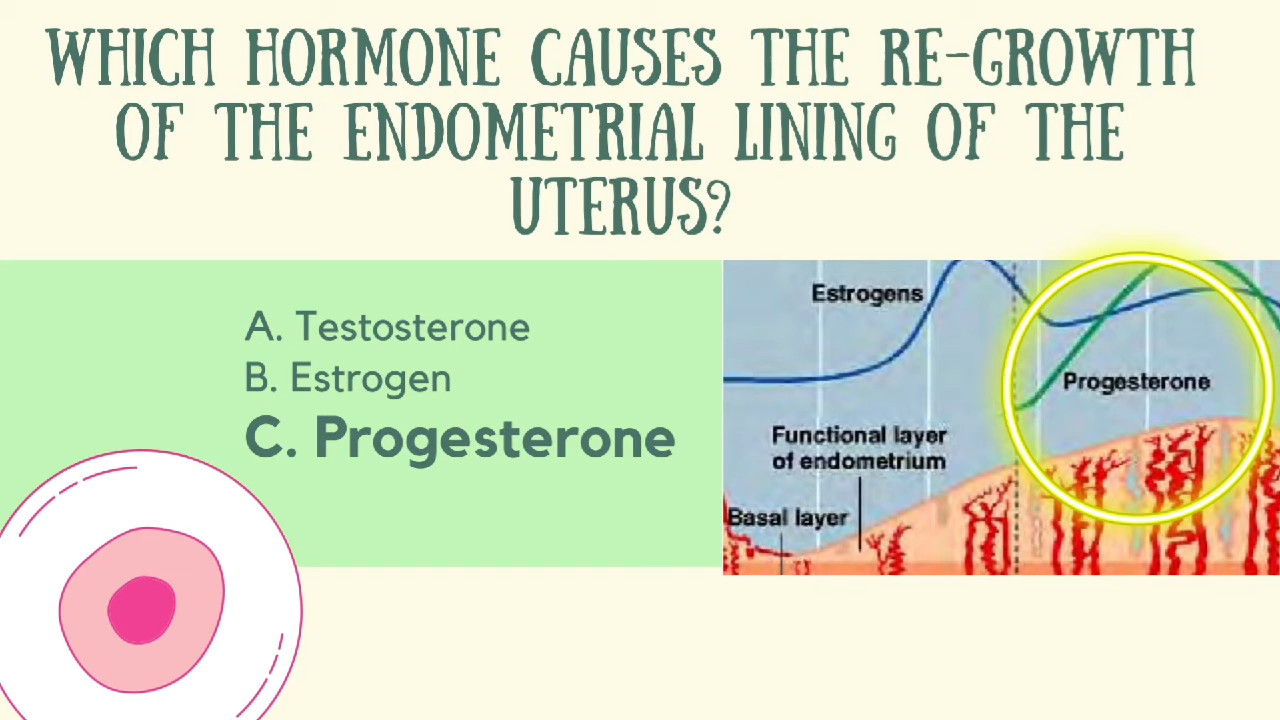 WHICH HORMONE CAUSES THE RE-GROWTH
OF THE ENDOMETRIAL LINING OF THE
UTERUS?
A. Testosterone
B. Estrogen
C. Progesterone
Estrogens
Progesterone
Functional layer
of endometrium
Basal layer